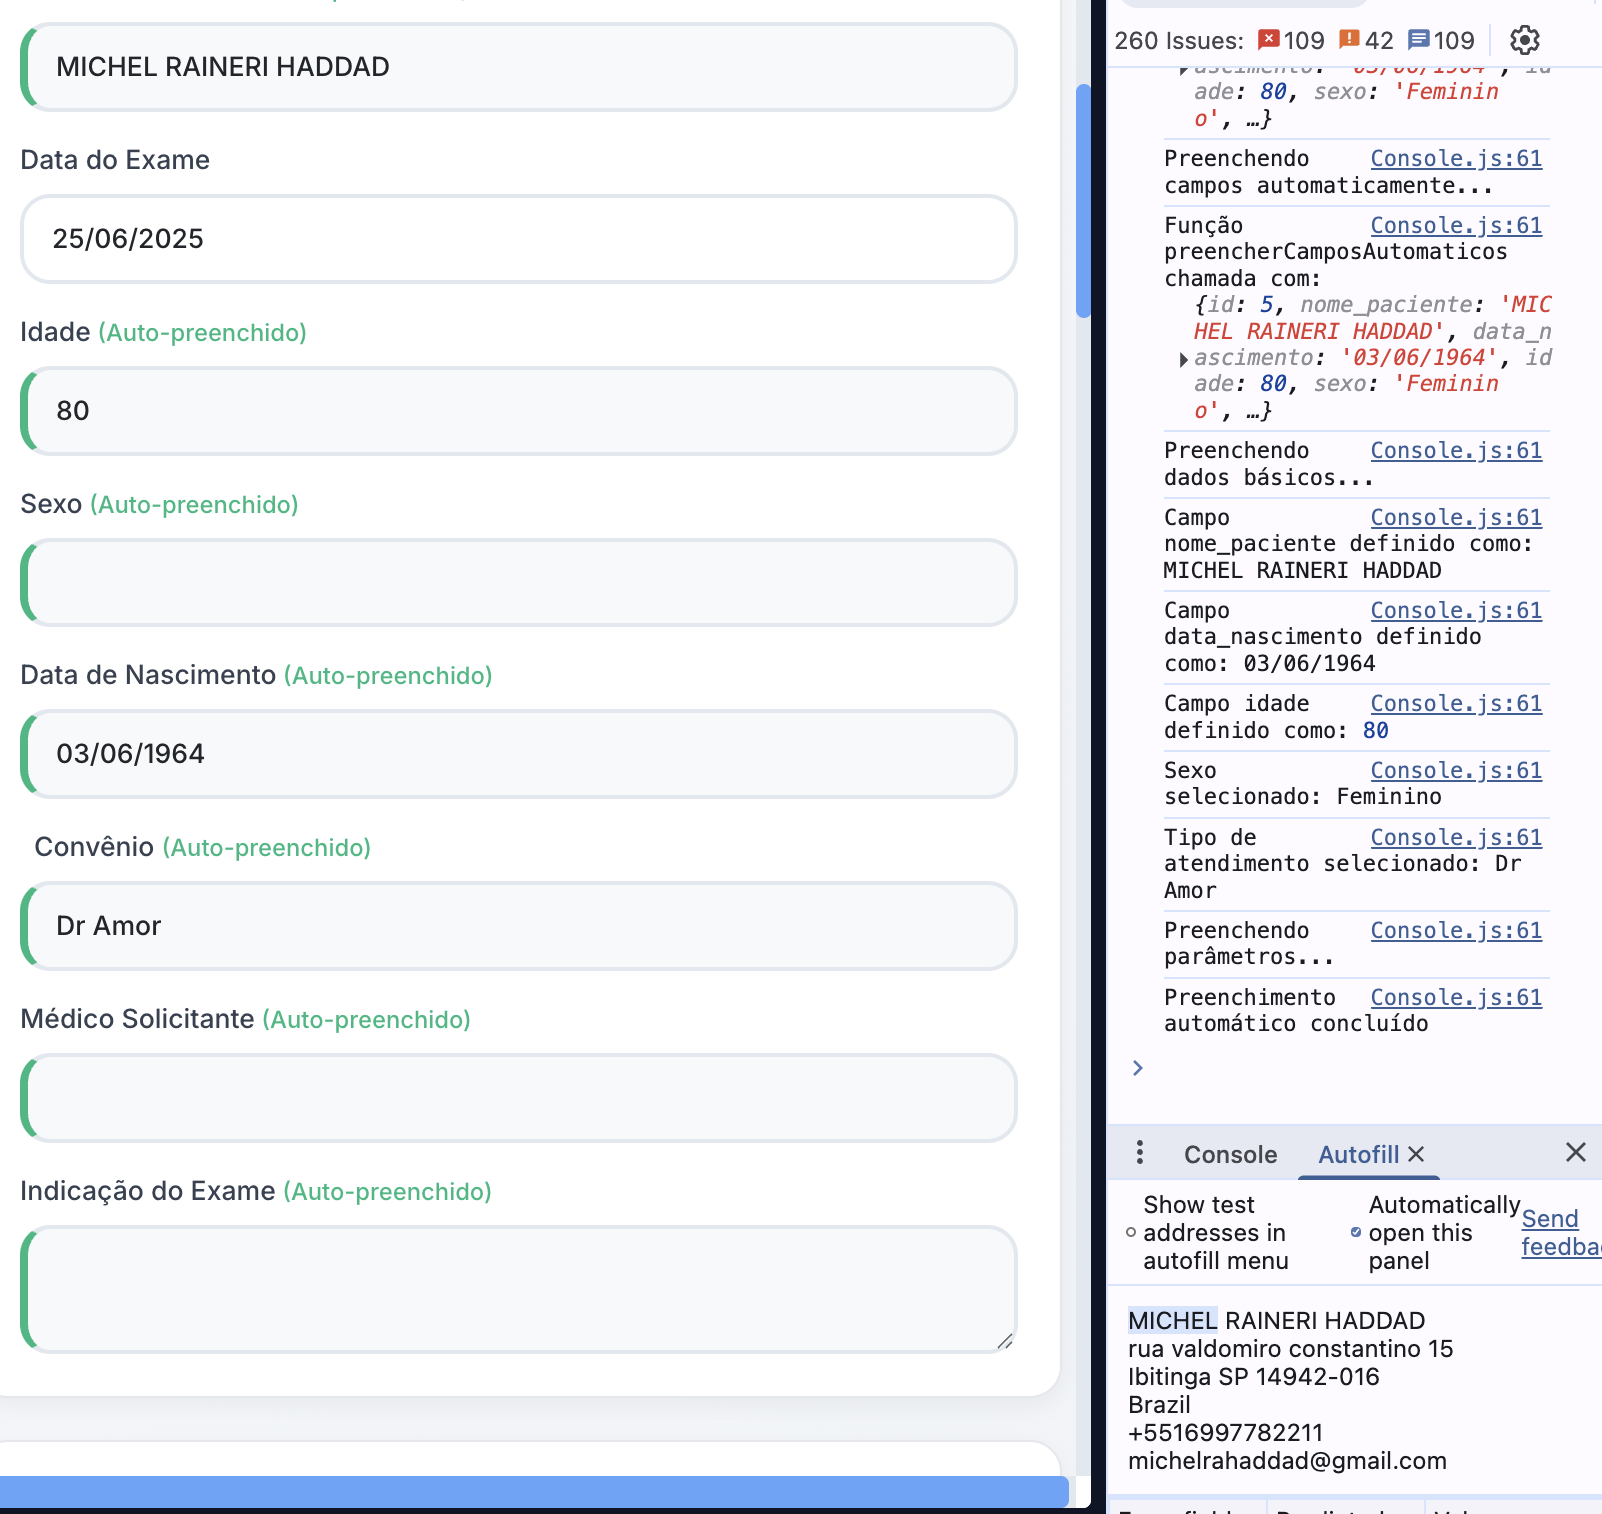 MICHEL RAINERI HADDAD
Data do Exame
25/06/2025
Idade (Auto-preenchido)
80
Sexo (Auto-preenchido)
Data de Nascimento (Auto-preenchido)
03/06/1964
Convênio (Auto-preenchido)
Dr Amor
Médico Solicitante (Auto-preenchido)
Indicação do Exame (Auto-preenchido)
260 Issues: 109 42 109
ascimento: '03/06/1964', id
ade: 80, sexo: 'Feminin
o', …}
Preenchendo Console.js:61
campos automaticamente...
Função Console.js:61
preencherCamposAutomaticos
chamada com:
{id: 5, nome_paciente: 'MIC
HEL RAINERI HADDAD', data_n
ascimento: '03/06/1964', id
ade: 80, sexo: 'Feminin
o', …}
Preenchendo Console.js:61
dados básicos...
Campo Console.js:61
nome_paciente definido como:
MICHEL RAINERI HADDAD
Campo Console.js:61
data_nascimento definido
como: 03/06/1964
Campo idade Console.js:61
definido como: 80
Sexo Console.js:61
selecionado: Feminino
Tipo de Console.js:61
atendimento selecionado: Dr
Amor
Preenchendo Console.js:61
parâmetros...
Preenchimento Console.js:61
automático concluído
Console Autofill
Show test
addresses in
autofill menu
Automatically
open this
panel
Send
feedba
MICHEL RAINERI HADDAD
rua valdomiro constantino 15
Ibitinga SP 14942-016
Brazil
+5516997782211
michelrahaddad@gmail.com